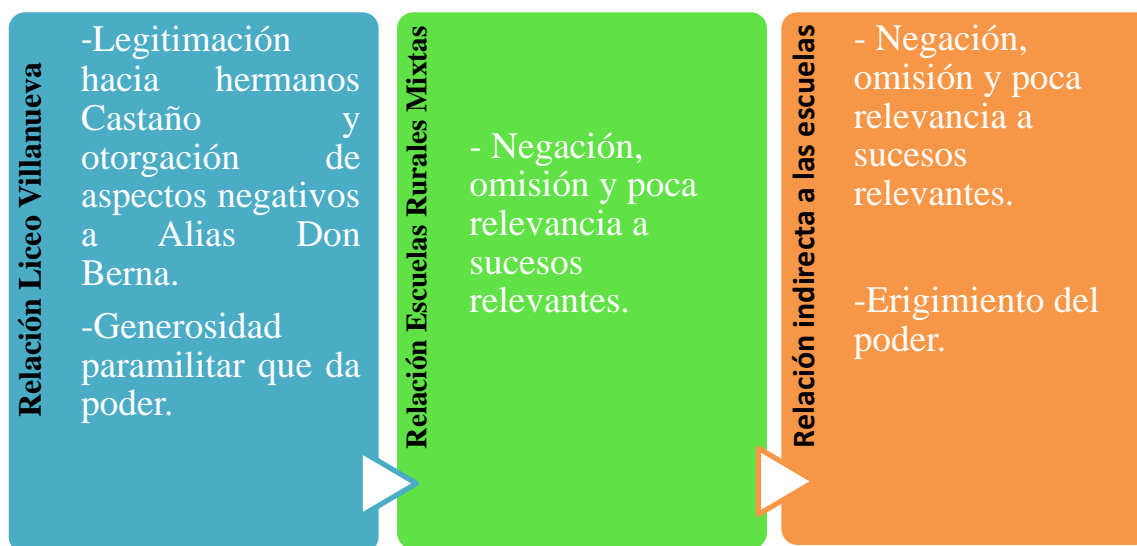 Relación Liceo Villanueva
-Legitimación
hacia hermanos
Castaño y
otorgación de
aspectos negativos
a Alias Don
Berna.
-Generosidad
paramilitar que da
poder.
Relación Escuelas Rurales Mixtas
- Negación,
omisión y poca
relevancia a
sucesos
relevantes.
Relación indirecta a las escuelas
- Negación,
omisión y poca
relevancia a
sucesos
relevantes.
-Erigimiento del
poder.